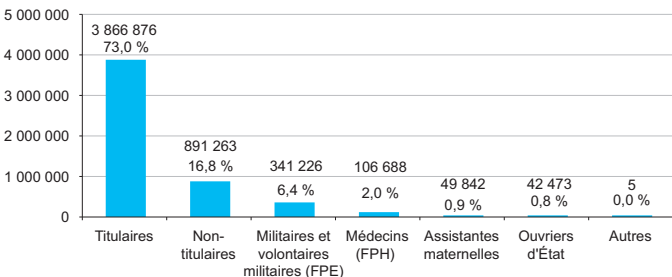 5 000 000
4 000 000
3 000 000
2 000 000
1 000 000
0
3 866 876
73,0 %
891 263
16,8 %
341 226
6,4 %
106 688
2,0 %
49 842
0,9 %
42 473
0,8 %
5
0,0 %
Titulaires
Non-
titulaires
Militaires et
volontaires
militaires (FPE)
Médecins
(FPH)
Assistantes
maternelles
Ouvriers
d'État
Autres